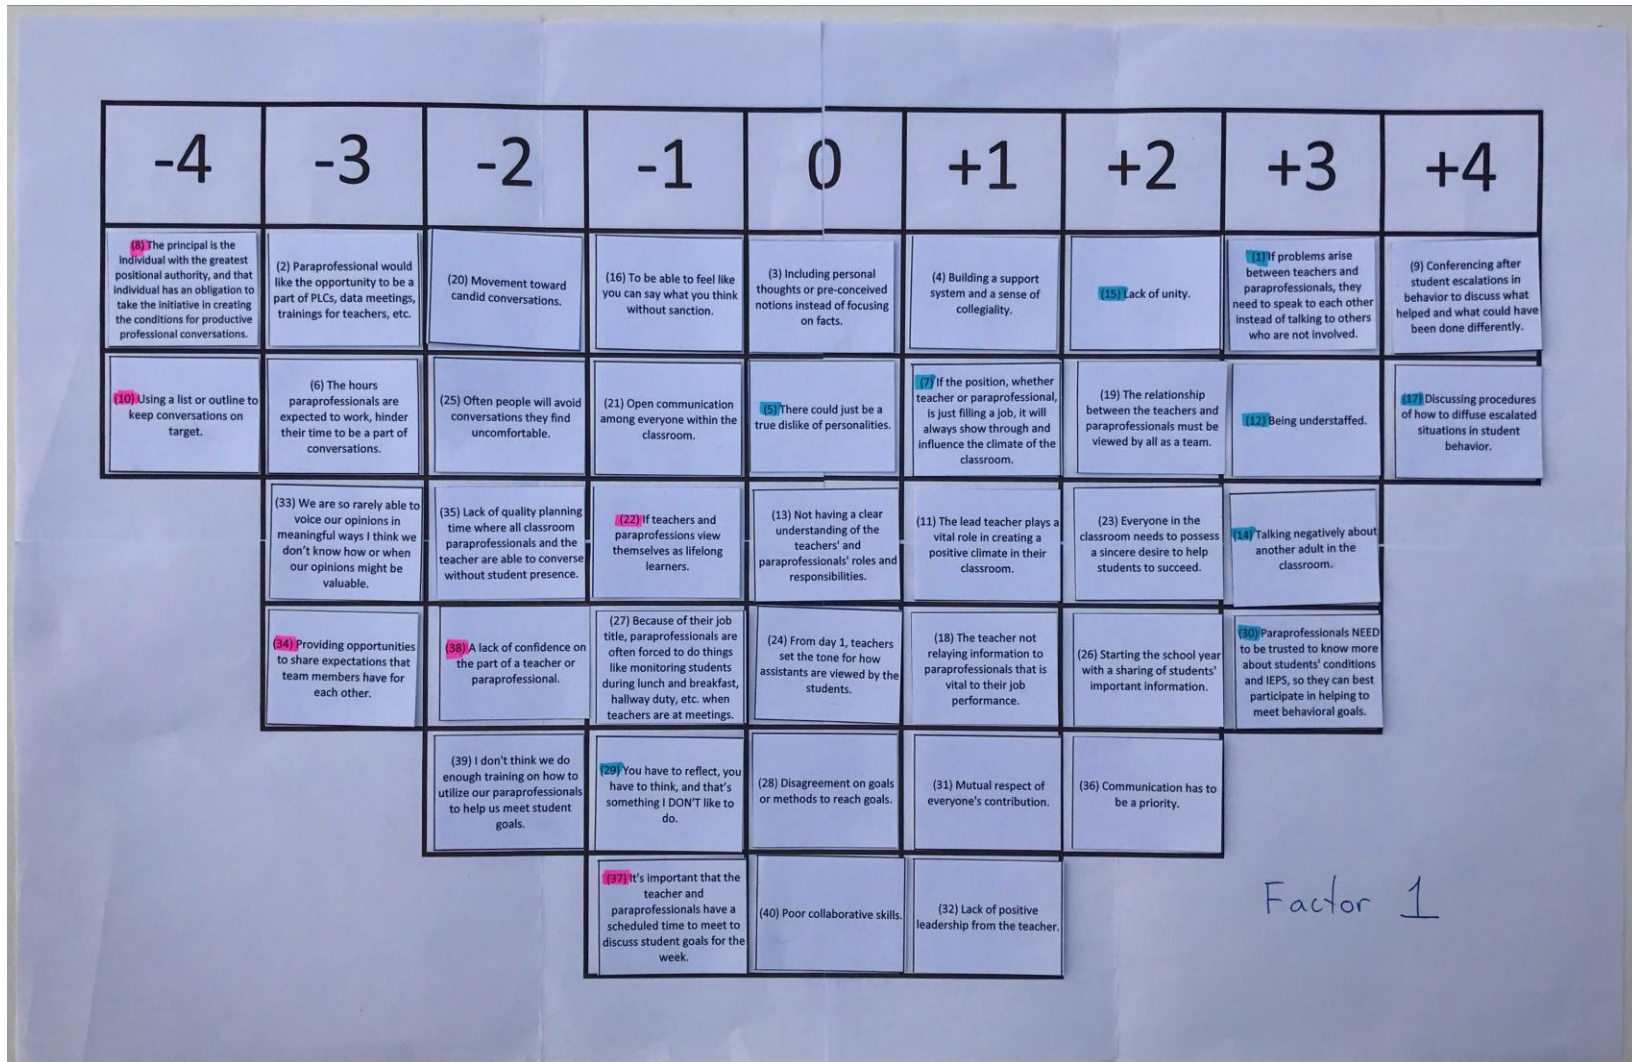 -4 -3 -2 -1 0 +1 +2 +3 +4
(8) The principal is the
individual with the greatest
positional authority, and that
individual has an obligation to
take the initiative in creating
the conditions for productive
professional conversations.
(2) Paraprofessional would
like the opportunity to be a
part of PLCs, data meetings,
trainings for teachers, etc.
(20) Movement toward
candid conversations.
(16) To be able to feel like
you can say what you think
without sanction.
(3) Including personal
thoughts or pre-conceived
notions instead of focusing
on facts.
(4) Building a support
system and a sense of
collegiality.
(15) Lack of unity.
(1) If problems arise
between teachers and
paraprofessionals, they
need to speak to each other
instead of talking to others
who are not involved.
(9) Conferencing after
student escalations in
behavior to discuss what
helped and what could have
been done differently.
(10) Using a list or outline to
keep conversations on
target.
(6) The hours
paraprofessionals are
expected to work, hinder
their time to be a part of
conversations.
(25) Often people will avoid
conversations they find
uncomfortable.
(21) Open communication
among everyone within the
classroom.
(5) There could just be a
true dislike of personalities.
(7) If the position, whether
teacher or paraprofessional,
is just filling a job, it will
always show through and
influence the climate of the
classroom.
(19) The relationship
between the teachers and
paraprofessionals must be
viewed by all as a team.
(12) Being understaffed.
(17) Discussing procedures
of how to diffuse escalated
situations in student
behavior.
(33) We are so rarely able to
voice our opinions in
meaningful ways I think we
don't know how or when
our opinions might be
valuable.
(35) Lack of quality planning
time where all classroom
paraprofessionals and the
teacher are able to converse
without student presence.
(22) If teachers and
paraprofessions view
themselves as lifelong
learners.
(13) Not having a clear
understanding of the
teachers' and
paraprofessionals' roles and
responsibilities.
(11) The lead teacher plays a
vital role in creating a
positive climate in their
classroom.
(23) Everyone in the
classroom needs to possess
a sincere desire to help
students to succeed.
(14) Talking negatively about
another adult in the
classroom.
(34) Providing opportunities
to share expectations that
team members have for
each other.
(38) A lack of confidence on
the part of a teacher or
paraprofessional.
(27) Because of their job
title, paraprofessionals are
often forced to do things
like monitoring students
during lunch and breakfast,
hallway duty, etc. when
teachers are at meetings.
(24) From day 1, teachers
set the tone for how
assistants are viewed by the
students.
(18) The teacher not
relaying information to
paraprofessionals that is
vital to their job
performance.
(26) Starting the school year
with a sharing of students'
important information.
(30) Paraprofessionals NEED
to be trusted to know more
about students' conditions
and IEPS, so they can best
participate in helping to
meet behavioral goals.
(39) I don't think we do
enough training on how to
utilize our paraprofessionals
to help us meet student
goals.
(29) You have to reflect, you
have to think, and that's
something I DON'T like to
do.
(28) Disagreement on goals
or methods to reach goals.
(31) Mutual respect of
everyone's contribution.
(36) Communication has to
be a priority.
(37) It's important that the
teacher and
paraprofessionals have a
scheduled time to meet to
discuss student goals for the
week.
(40) Poor collaborative skills.
(32) Lack of positive
leadership from the teacher.
Factor 1